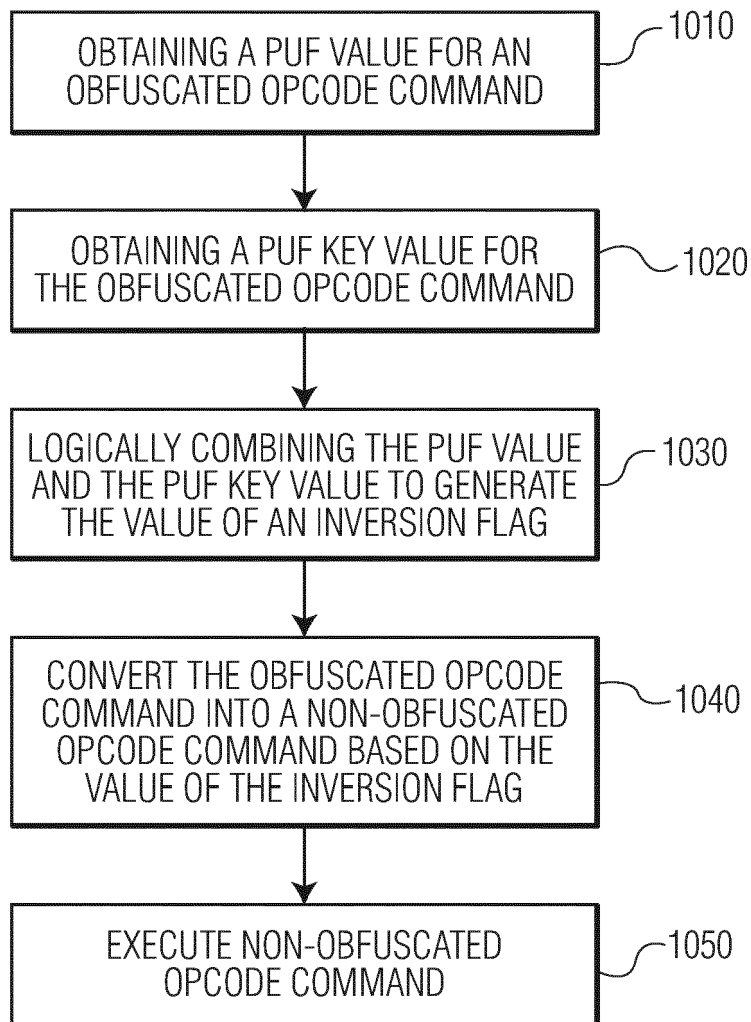 OBTAINING A PUF VALUE FOR AN
OBFUSCATED OPCODE COMMAND
1010
OBTAINING A PUF KEY VALUE FOR
THE OBFUSCATED OPCODE COMMAND
1020
LOGICALLY COMBINING THE PUF VALUE
AND THE PUF KEY VALUE TO GENERATE
THE VALUE OF AN INVERSION FLAG
1030
CONVERT THE OBFUSCATED OPCODE
COMMAND INTO A NON-OBFUSCATED
OPCODE COMMAND BASED ON THE
VALUE OF THE INVERSION FLAG
1040
EXECUTE NON-OBFUSCATED
OPCODE COMMAND
1050